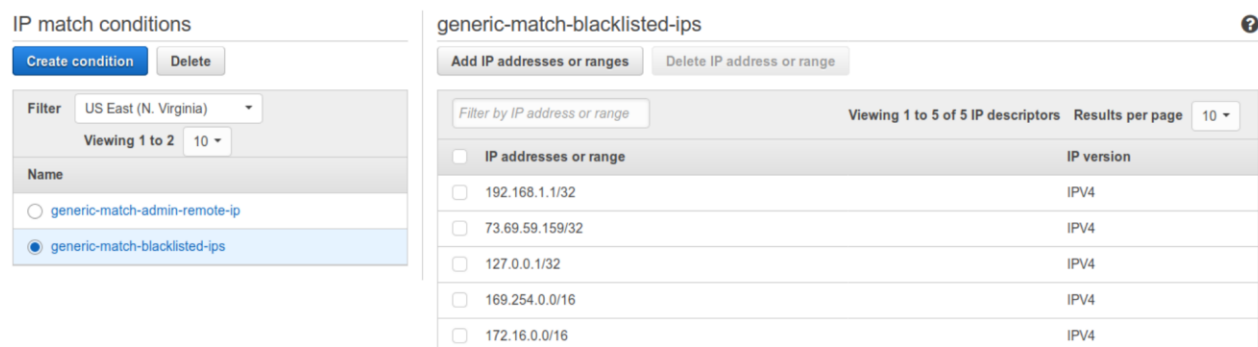 IP match conditions
Create condition
Delete
Filter
US East (N. Virginia)
Viewing 1 to 2
10
Name
generic-match-admin-remote-ip
generic-match-blacklisted-ips
generic-match-blacklisted-ips
?
Add IP addresses or ranges
Delete IP address or range
Filter by IP address or range
Viewing 1 to 5 of 5 IP descriptors
Results per page
10
IP addresses or range
IP version
192.168.1.1/32
IPV4
73.69.59.159/32
IPV4
127.0.0.1/32
IPV4
169.254.0.0/16
IPV4
172.16.0.0/16
IPV4